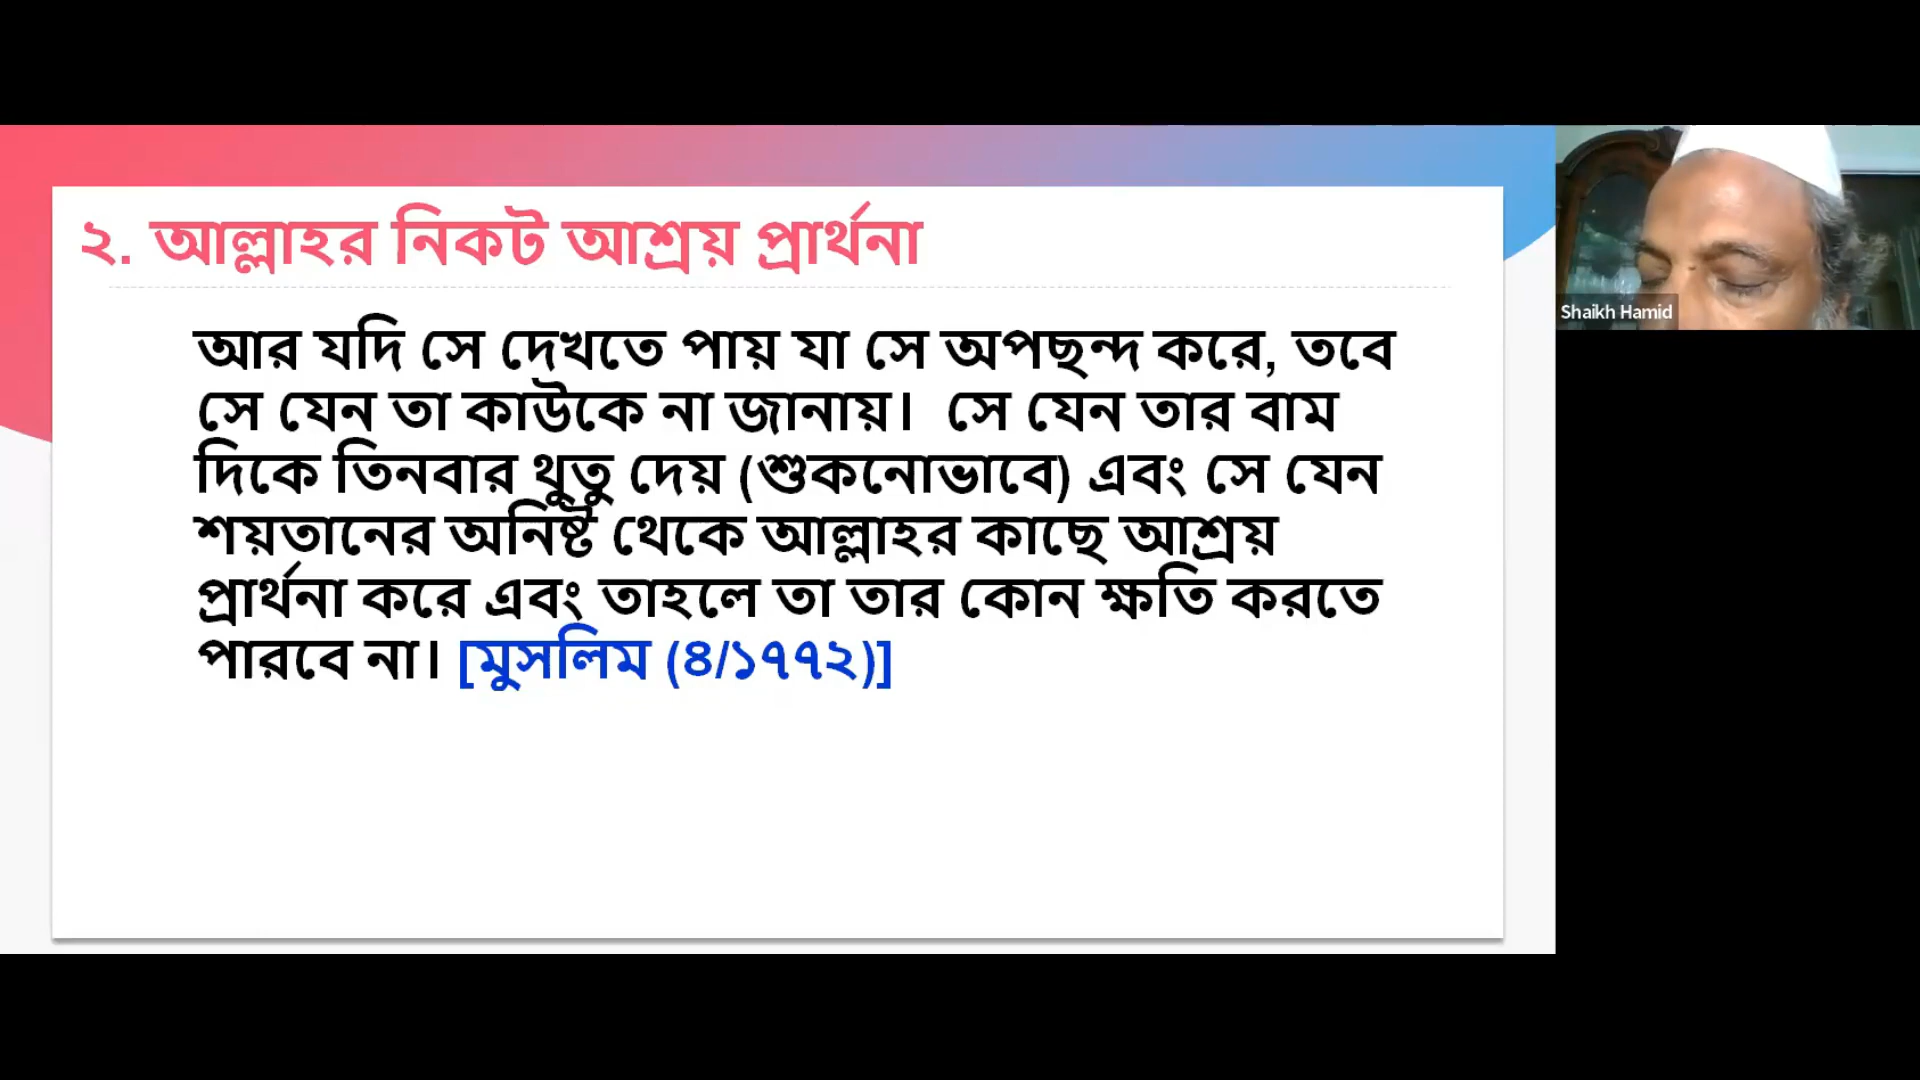 ২. আল্লাহর নিকট আশ্রয় প্রার্থনা
আর যদি সে দেখতে পায় যা সে অপছন্দ করে, তবে
সে যেন তা কাউকে না জানায়। সে যেন তার বাম
দিকে তিনবার থুতু দেয় (শুকনোভাবে) এবং সে যেন
শয়তানের অনিষ্ট থেকে আল্লাহর কাছে আশ্রয়
প্রার্থনা করে এবং তাহলে তা তার কোন ক্ষতি করতে
পারবে না। [মুসলিম (৪/১৭৭২)]
Shaikh Hamid